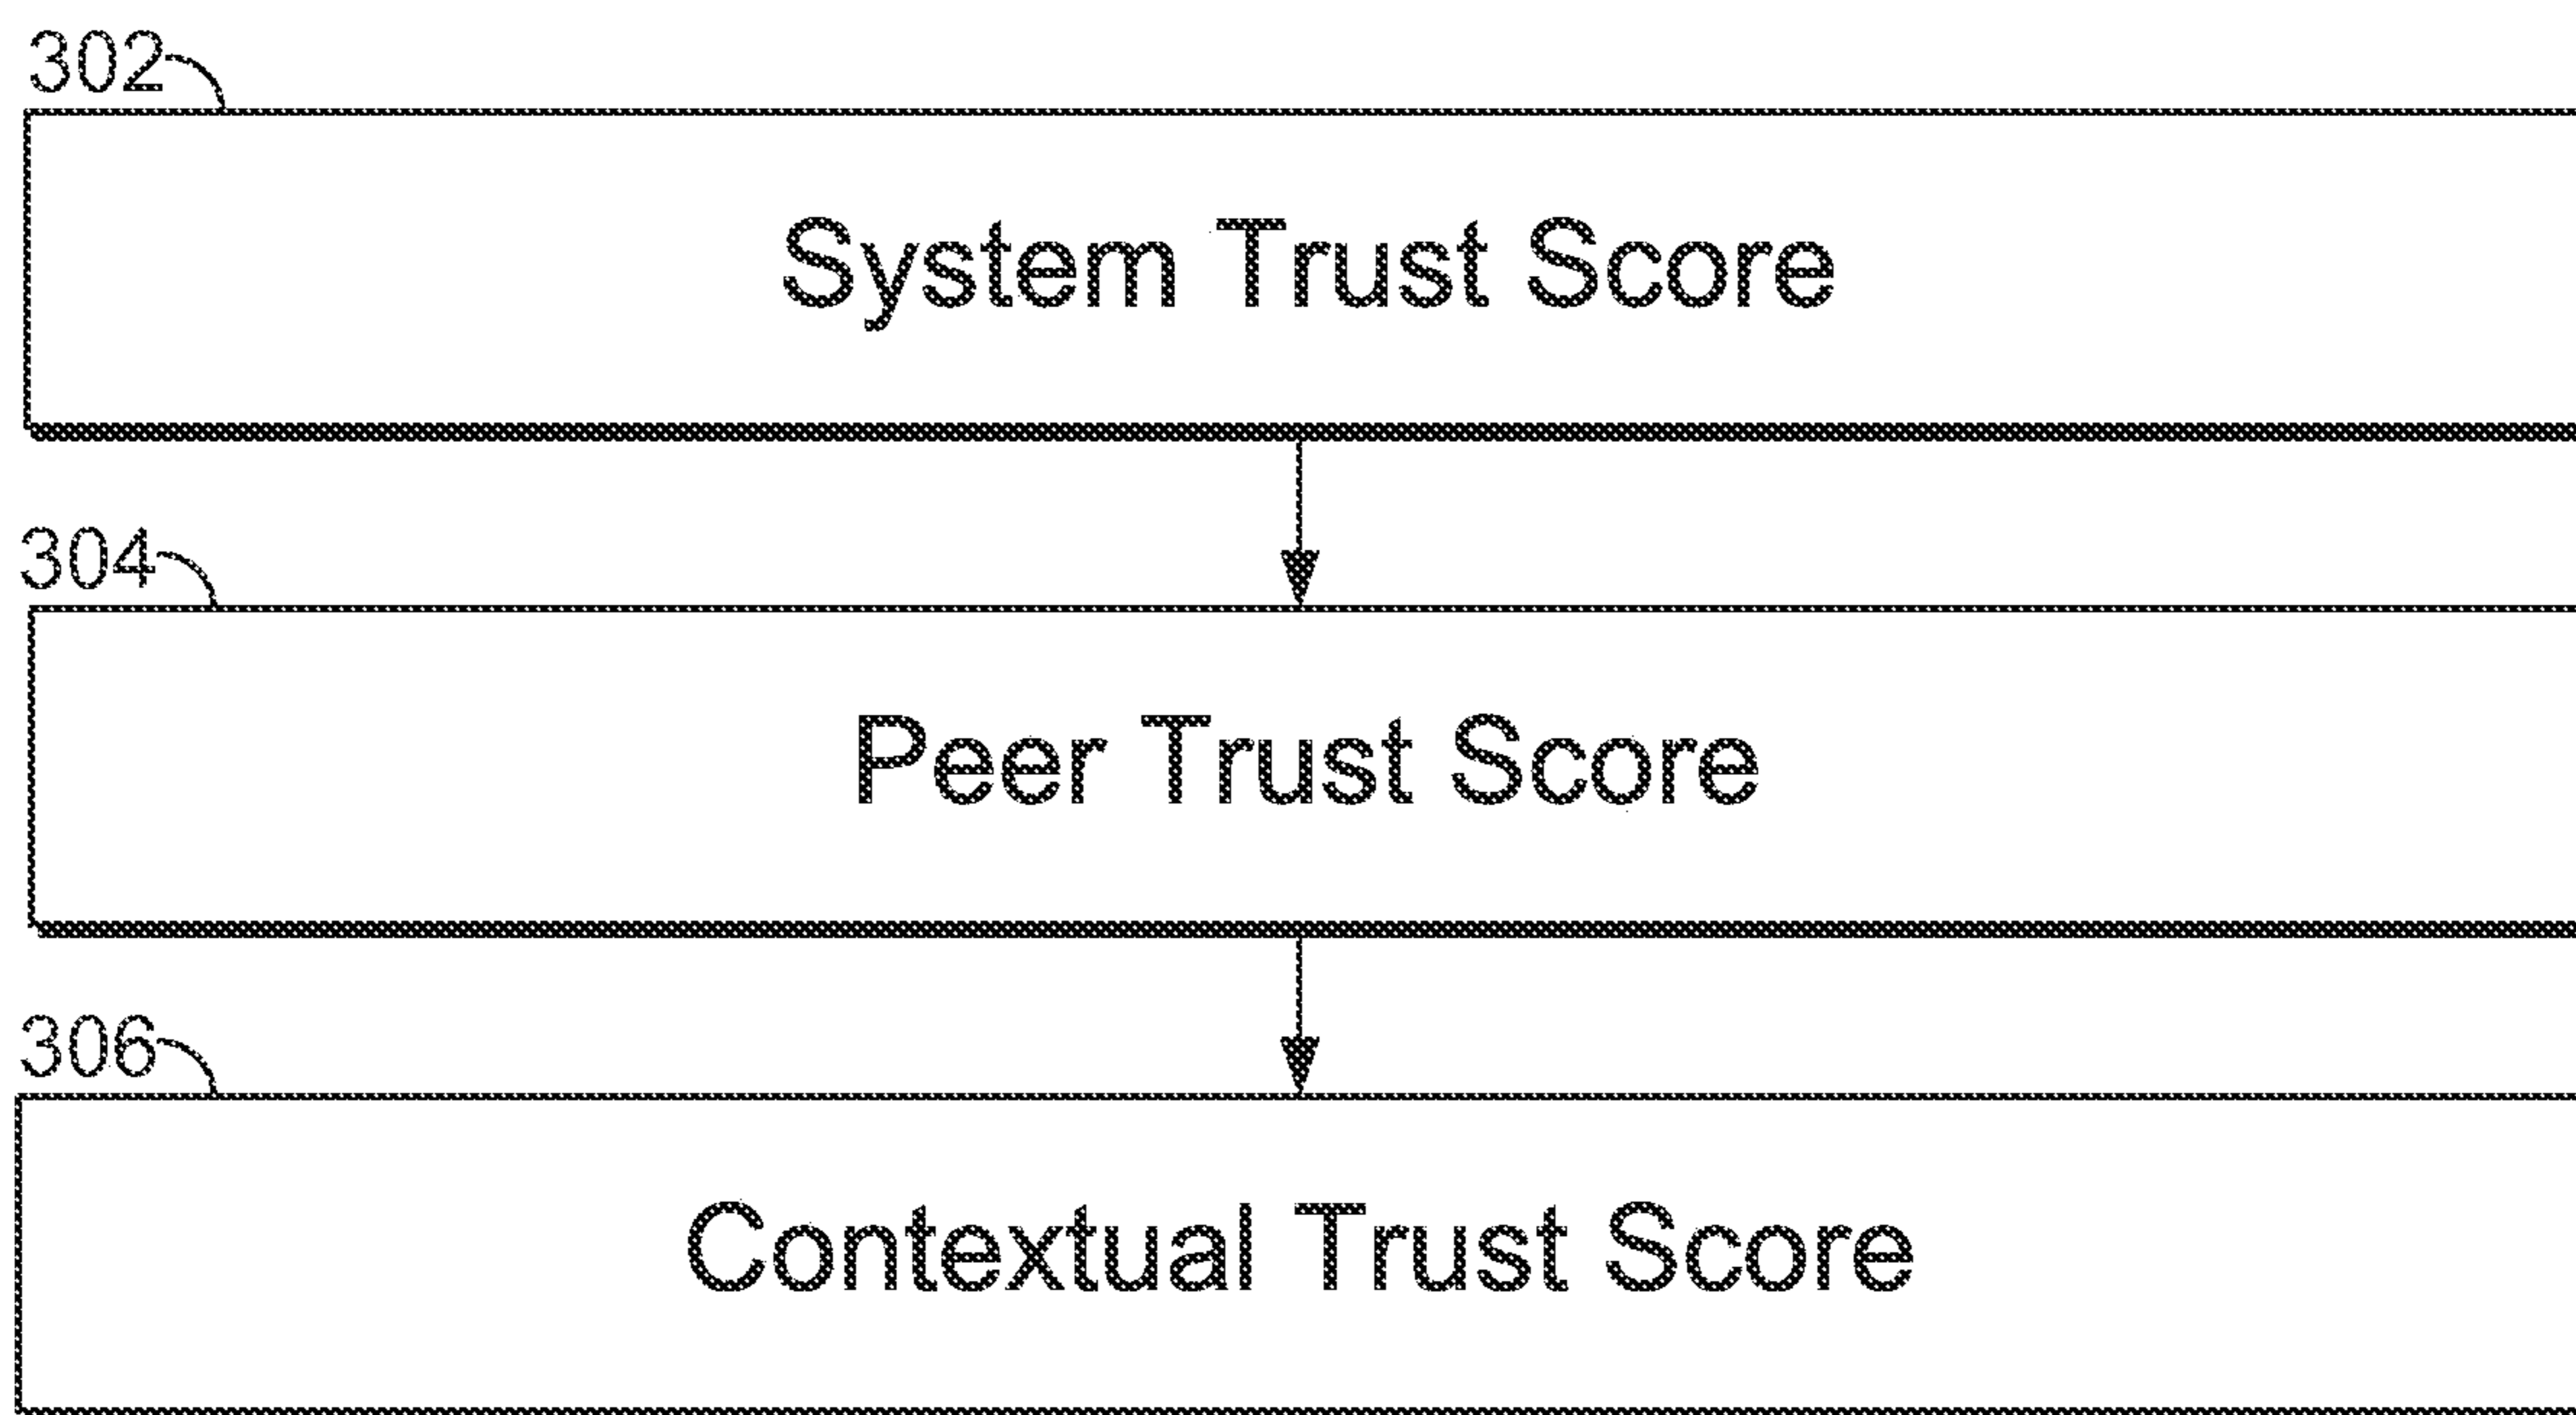 302
System Trust Score
304
Peer Trust Score
306
Contextual Trust Score